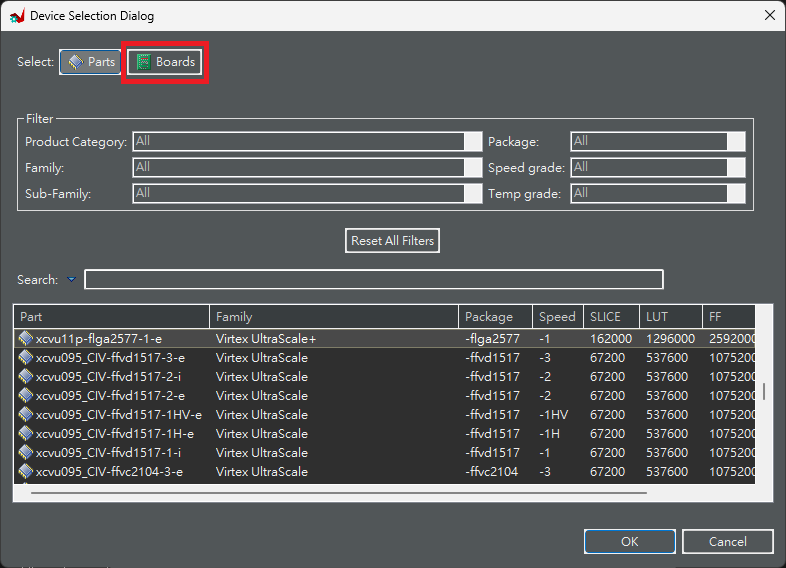 Device Selection Dialog
Select: Parts Boards
Filter
Product Category: All Package: All
Family: All Speed grade: All
Sub-Family: All Temp grade: All
Reset All Filters
Search:
Part Family Package Speed SLICE LUT FF
xcvu11p-flga2577-1-e Virtex UltraScale+ -flga2577 -1 162000 1296000 2592000
xcvu095_CIV-ffvd1517-3-e Virtex UltraScale -ffvd1517 -3 67200 537600 1075200
xcvu095_CIV-ffvd1517-2-i Virtex UltraScale -ffvd1517 -2 67200 537600 1075200
xcvu095_CIV-ffvd1517-2-e Virtex UltraScale -ffvd1517 -2 67200 537600 1075200
xcvu095_CIV-ffvd1517-1HV-e Virtex UltraScale -ffvd1517 -1HV 67200 537600 1075200
xcvu095_CIV-ffvd1517-1H-e Virtex UltraScale -ffvd1517 -1H 67200 537600 1075200
xcvu095_CIV-ffvd1517-1-i Virtex UltraScale -ffvd1517 -1 67200 537600 1075200
xcvu095_CIV-ffvc2104-3-e Virtex UltraScale -ffvc2104 -3 67200 537600 1075200
OK Cancel